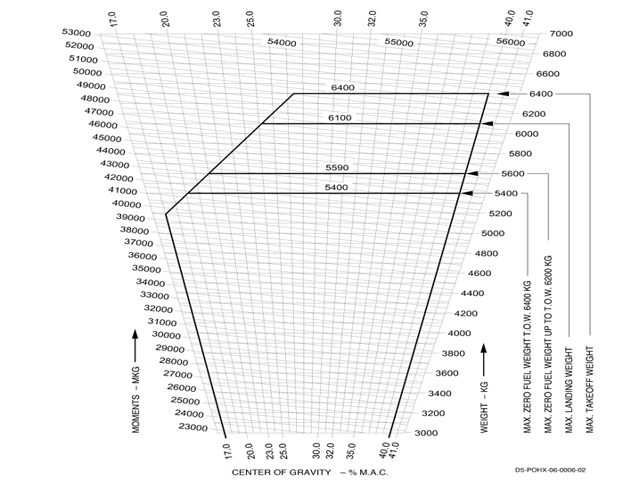 17.0 20.0 23.0 25.0 30.0 32.0 35.0 40.0 41.0
53000 54000 55000 56000 7000
52000 6800
51000
50000 6600
49000 6400 6400
48000
47000 6200
46000 6100 6000
45000
44000 5800
43000
42000 5590 5600
41000 5400 5400
40000
39000 5200
38000 5000
37000
36000 4800
35000 4600
34000
33000 4400
32000 4200
31000
30000 4000
29000 3800
28000
27000 3600
26000
25000 3400
24000 3200
23000 3000
MOMENTS – MKG
WEIGHT – KG
MAX. ZERO FUEL WEIGHT T.O.W. 6400 KG
MAX. ZERO FUEL WEIGHT UP TO T.O.W. 6200 KG
MAX. LANDING WEIGHT
MAX. TAKEOFF WEIGHT
17.0 20.0 23.0 25.0 30.0 32.0 35.0 40.0 41.0
CENTER OF GRAVITY – % M.A.C.
D5-POHX-06-0006-02